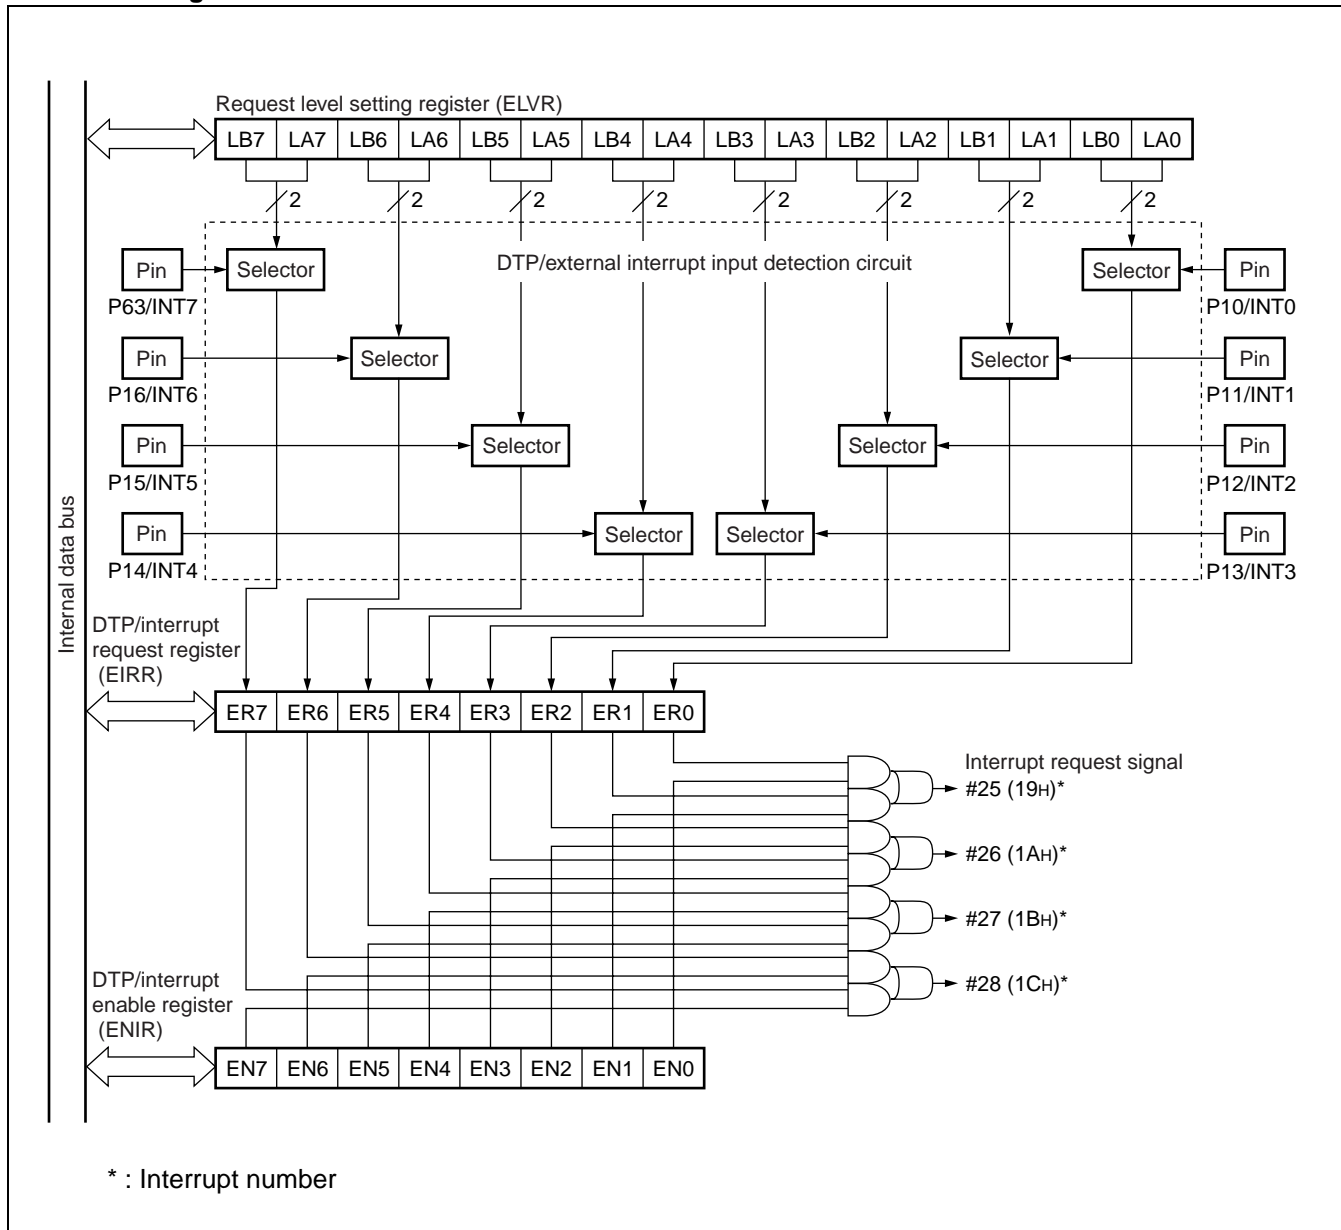 Request level setting register (ELVR)
LB7 LA7 LB6 LA6 LB5 LA5 LB4 LA4 LB3 LA3 LB2 LA2 LB1 LA1 LB0 LA0
2 2 2 2 2 2 2 2
DTP/external interrupt input detection circuit
Pin Selector Selector Pin
P63/INT7 P10/INT0
Pin Selector Selector Pin
P16/INT6 P11/INT1
Pin Selector Selector Pin
P15/INT5 P12/INT2
Pin Selector Selector Pin
P14/INT4 P13/INT3
Internal data bus
DTP/interrupt
request register
(EIRR)
ER7 ER6 ER5 ER4 ER3 ER2 ER1 ER0
Interrupt request signal
#25 (19H)*
#26 (1AH)*
#27 (1BH)*
#28 (1CH)*
DTP/interrupt
enable register
(ENIR)
EN7 EN6 EN5 EN4 EN3 EN2 EN1 EN0
* : Interrupt number